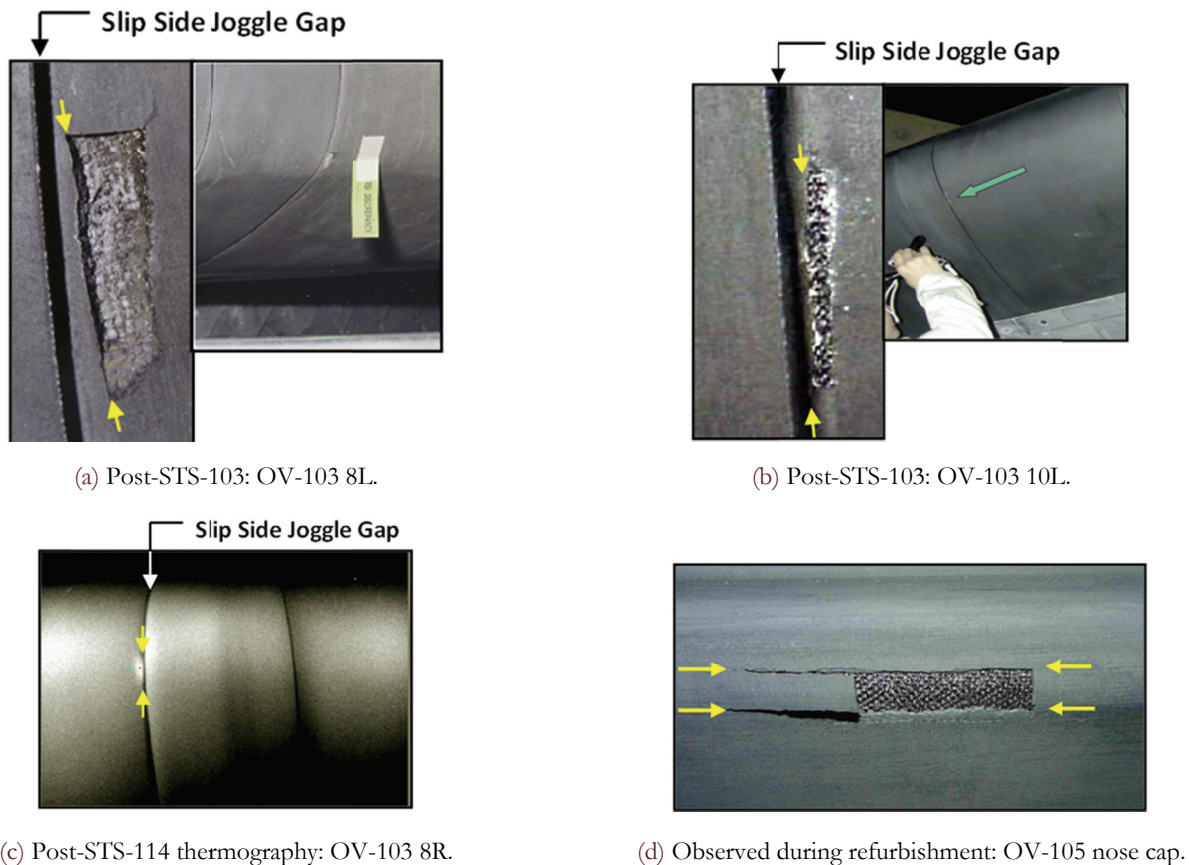 Slip Side Joggle Gap
Slip Side Joggle Gap
DISCREPANCY
(a) Post-STS-103: OV-103 8L.
(b) Post-STS-103: OV-103 10L.
Slip Side Joggle Gap
(c) Post-STS-114 thermography: OV-103 8R.
(d) Observed during refurbishment: OV-105 nose cap.